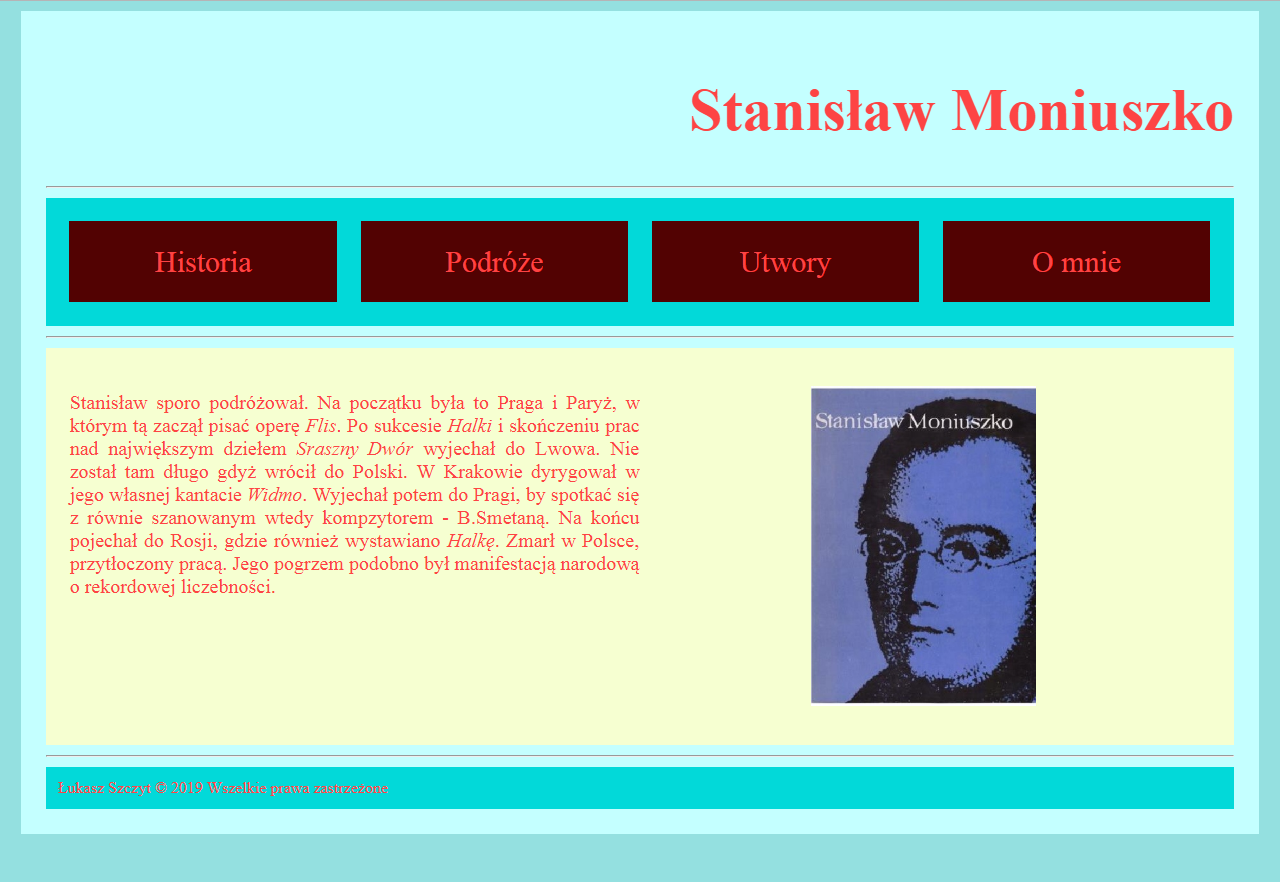 Stanisław Moniuszko
Historia
Podróże
Utwory
O mnie
Stanisław sporo podróżował. Na początku była to Praga i Paryż, w
którym tą zaczął pisać operę Flis. Po sukcesie Halki i skończeniu prac
nad największym dziełem Sraszny Dwór wyjechał do Lwowa. Nie
został tam długo gdyż wrócił do Polski. W Krakowie dyrygował w
jego własnej kantacie Widmo. Wyjechał potem do Pragi, by spotkać się
z równie szanowanym wtedy kompzytorem - B.Smetaną. Na końcu
pojechał do Rosji, gdzie również wystawiano Halkę. Zmarł w Polsce,
przytłoczony pracą. Jego pogrzem podobno był manifestacją narodową
o rekordowej liczebności.
Stanisław Moniuszko
Łukasz Szczyt © 2019 Wszelkie prawa zastrzeżone